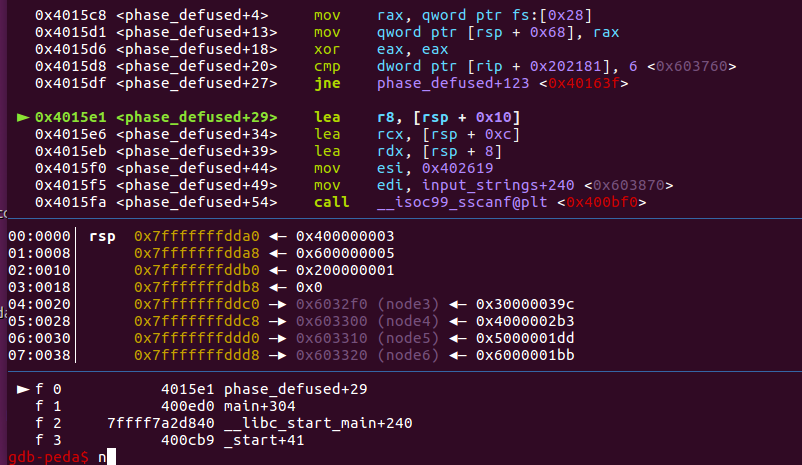 0x4015c8 <phase_defused+4> mov rax, qword ptr fs:[0x28]
0x4015d1 <phase_defused+13> mov qword ptr [rsp + 0x68], rax
0x4015d6 <phase_defused+18> xor eax, eax
0x4015d8 <phase_defused+20> cmp dword ptr [rip + 0x202181], 6 <0x603760>
0x4015df <phase_defused+27> jne phase_defused+123 <0x40163f>
► 0x4015e1 <phase_defused+29> lea r8, [rsp + 0x10]
0x4015e6 <phase_defused+34> lea rcx, [rsp + 0xc]
0x4015eb <phase_defused+39> lea rdx, [rsp + 8]
0x4015f0 <phase_defused+44> mov esi, 0x402619
0x4015f5 <phase_defused+49> mov edi, input_strings+240 <0x603870>
0x4015fa <phase_defused+54> call __isoc99_sscanf@plt <0x400bf0>
00:0000│ rsp 0x7fffffffdda0 ◄— 0x400000003
01:0008│ 0x7fffffffdda8 ◄— 0x600000005
02:0010│ 0x7fffffffddb0 ◄— 0x200000001
03:0018│ 0x7fffffffddb8 ◄— 0x0
04:0020│ 0x7fffffffddc0 —► 0x6032f0 (node3) ◄— 0x30000039c
05:0028│ 0x7fffffffddc8 —► 0x603300 (node4) ◄— 0x4000002b3
06:0030│ 0x7fffffffddd0 —► 0x603310 (node5) ◄— 0x5000001dd
07:0038│ 0x7fffffffddd8 —► 0x603320 (node6) ◄— 0x6000001bb
► f 0 4015e1 phase_defused+29
f 1 400ed0 main+304
f 2 7ffff7a2d840 __libc_start_main+240
f 3 400cb9 _start+41
gdb-peda$ n